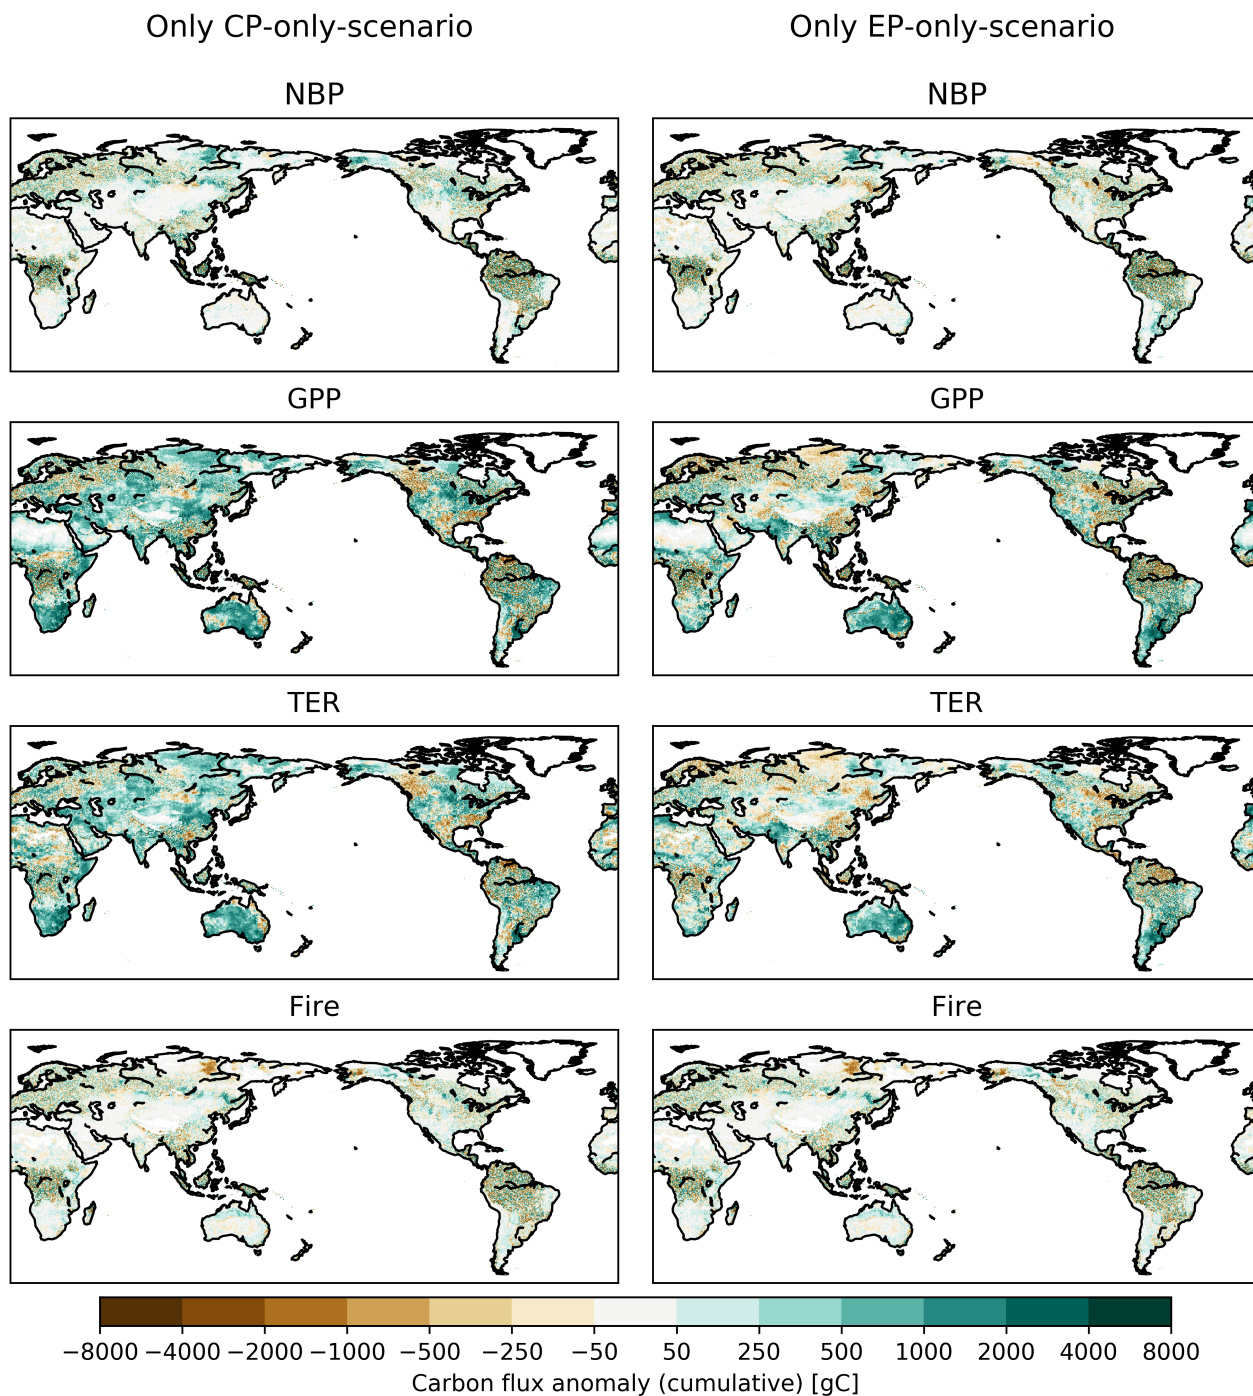 Only CP-only-scenario Only EP-only-scenario
NBP NBP
GPP GPP
TER TER
Fire Fire
−8000 −4000 −2000 −1000 −500 −250 −50 50 250 500 1000 2000 4000 8000
Carbon flux anomaly (cumulative) [gC]